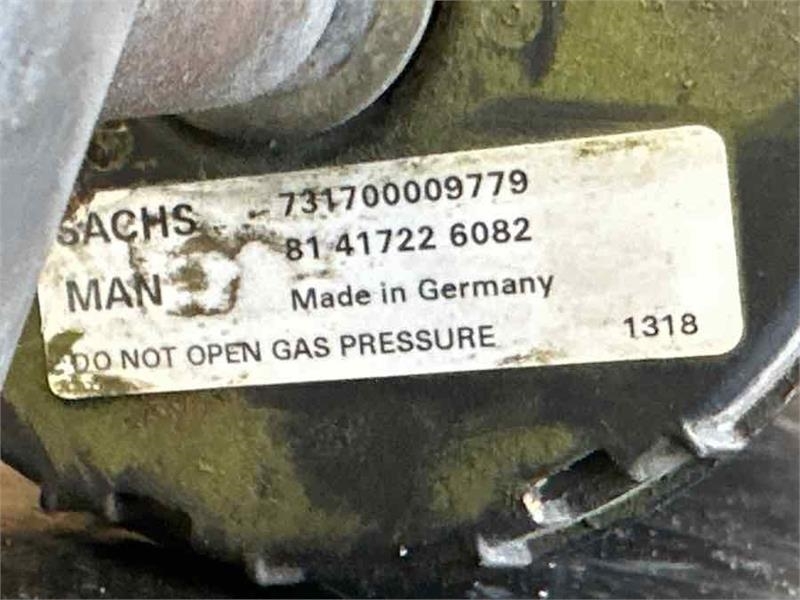 SACHS 731700009779
81 41722 6082
MAN Made in Germany
DO NOT OPEN GAS PRESSURE 1318